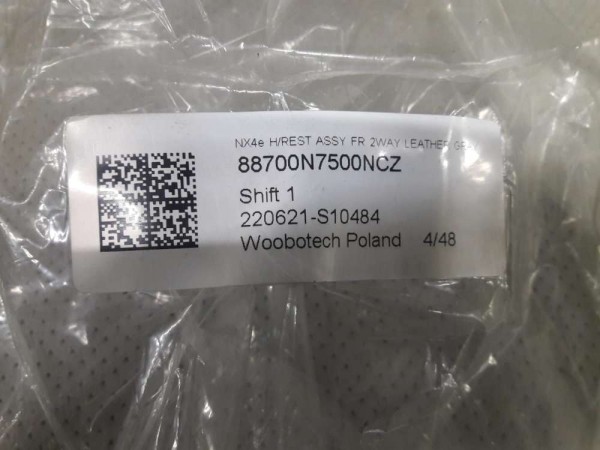 NX4e H/REST ASSY FR 2WAY LEATHER
88700N7500NCZ
Shift 1
220621-S10484
Woobotech Poland 4/48